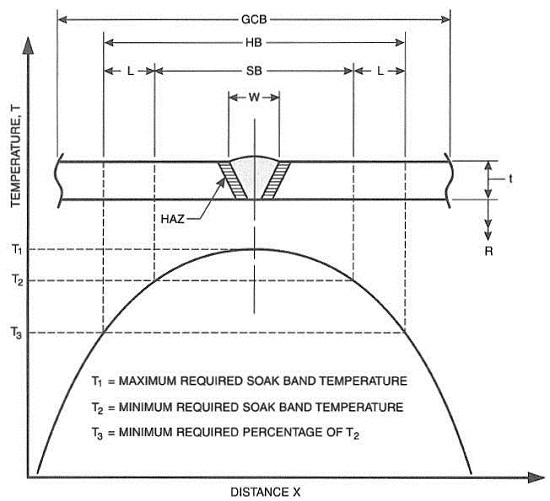 GCB
HB
L
SB
L
W
TEMPERATURE, T
t
HAZ
R
T1
T2
T3
T1 = MAXIMUM REQUIRED SOAK BAND TEMPERATURE
T2 = MINIMUM REQUIRED SOAK BAND TEMPERATURE
T3 = MINIMUM REQUIRED PERCENTAGE OF T2
DISTANCE X